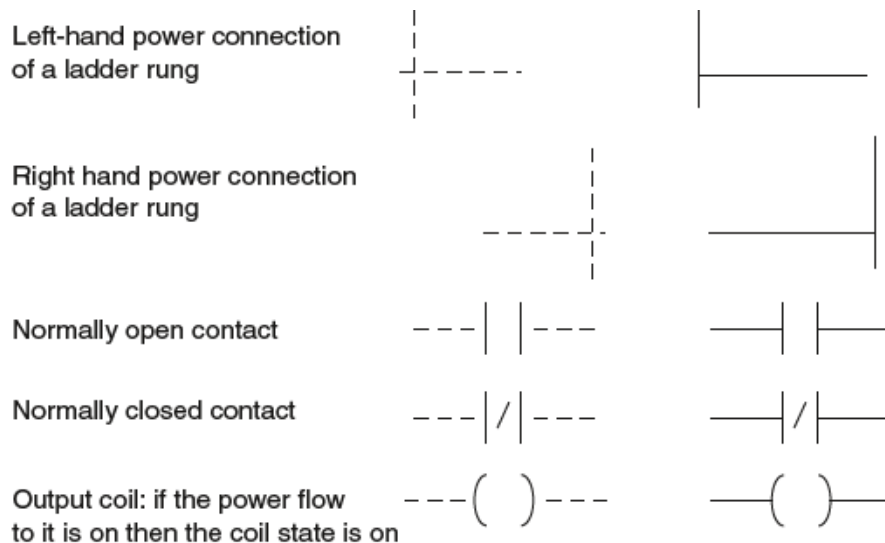 Left-hand power connection
of a ladder rung
Right hand power connection
of a ladder rung
Normally open contact
Normally closed contact
Output coil: if the power flow
to it is on then the coil state is on